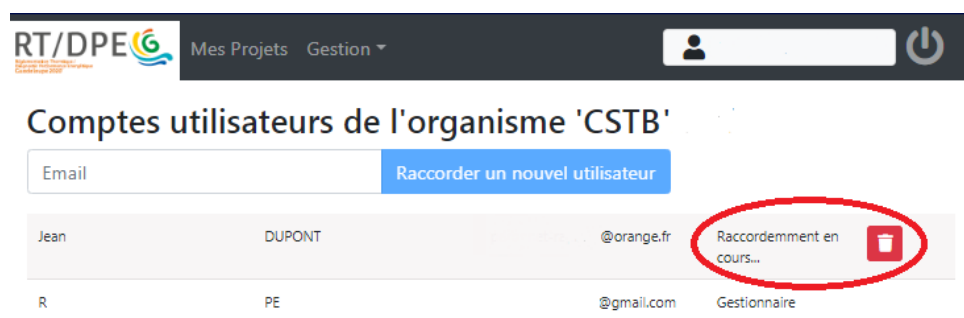 RT/DPE
Mes Projets Gestion
Comptes utilisateurs de l'organisme 'CSTB'
Email
Raccorder un nouvel utilisateur
Jean DUPONT @orange.fr Raccordemment en
cours...
R PE @gmail.com Gestionnaire